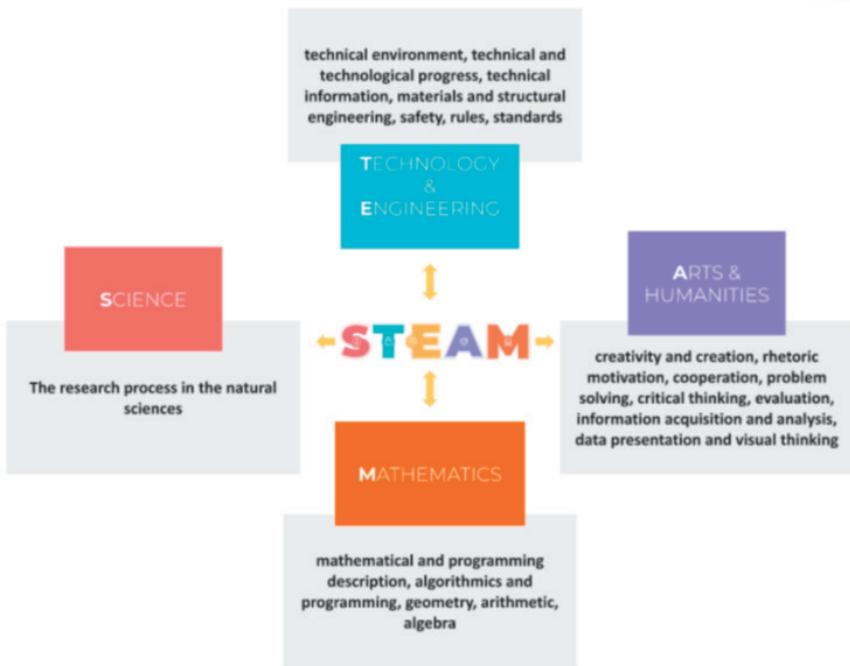 technical environment, technical and
technological progress, technical
information, materials and structural
engineering, safety, rules, standards
TECHNOLOGY
&
ENGINEERING
SCIENCE
The research process in the natural
sciences
STEAM
ARTS &
HUMANITIES
creativity and creation, rhetoric
motivation, cooperation, problem
solving, critical thinking, evaluation,
information acquisition and analysis,
data presentation and visual thinking
MATHEMATICS
mathematical and programming
description, algorithmics and
programming, geometry, arithmetic,
algebra